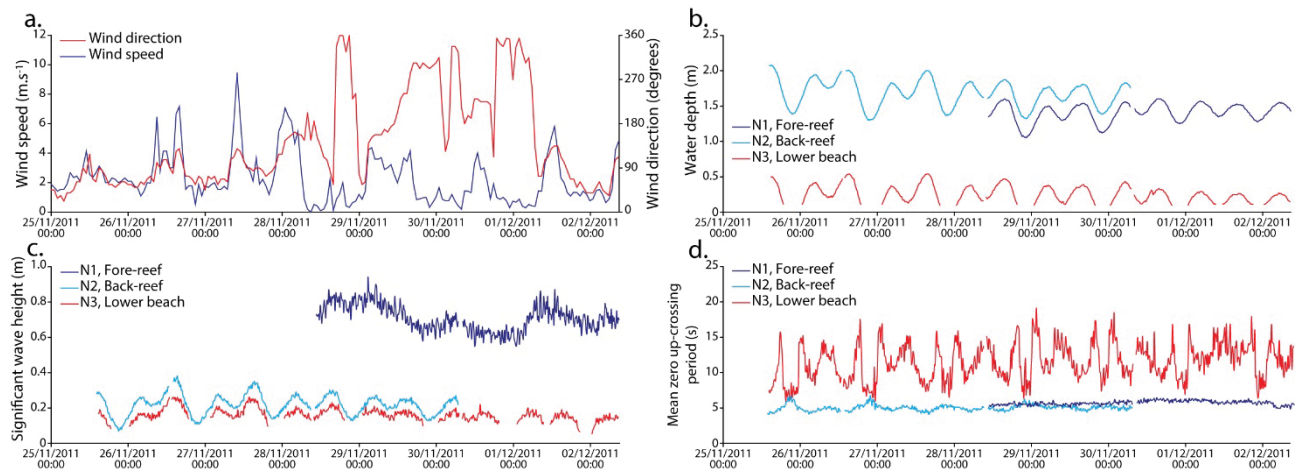 a.
12
10
8
6
4
2
0
Wind speed (m.s-1)
Wind direction
Wind speed
360
270
180
90
0
Wind direction (degrees)
25/11/2011 26/11/2011 27/11/2011 28/11/2011 29/11/2011 30/11/2011 01/12/2011 02/12/2011
00:00 00:00 00:00 00:00 00:00 00:00 00:00 00:00
b.
2.5
2.0
1.5
1.0
0.5
0
Water depth (m)
N1, Fore-reef
N2, Back-reef
N3, Lower beach
25/11/2011 26/11/2011 27/11/2011 28/11/2011 29/11/2011 30/11/2011 01/12/2011 02/12/2011
00:00 00:00 00:00 00:00 00:00 00:00 00:00 00:00
c.
1.0
0.8
0.6
0.4
0.2
0
Significant wave height (m)
N1, Fore-reef
N2, Back-reef
N3, Lower beach
25/11/2011 26/11/2011 27/11/2011 28/11/2011 29/11/2011 30/11/2011 01/12/2011 02/12/2011
00:00 00:00 00:00 00:00 00:00 00:00 00:00 00:00
d.
25
20
15
10
5
0
Mean zero up-crossing
period (s)
N1, Fore-reef
N2, Back-reef
N3, Lower beach
25/11/2011 26/11/2011 27/11/2011 28/11/2011 29/11/2011 30/11/2011 01/12/2011 02/12/2011
00:00 00:00 00:00 00:00 00:00 00:00 00:00 00:00